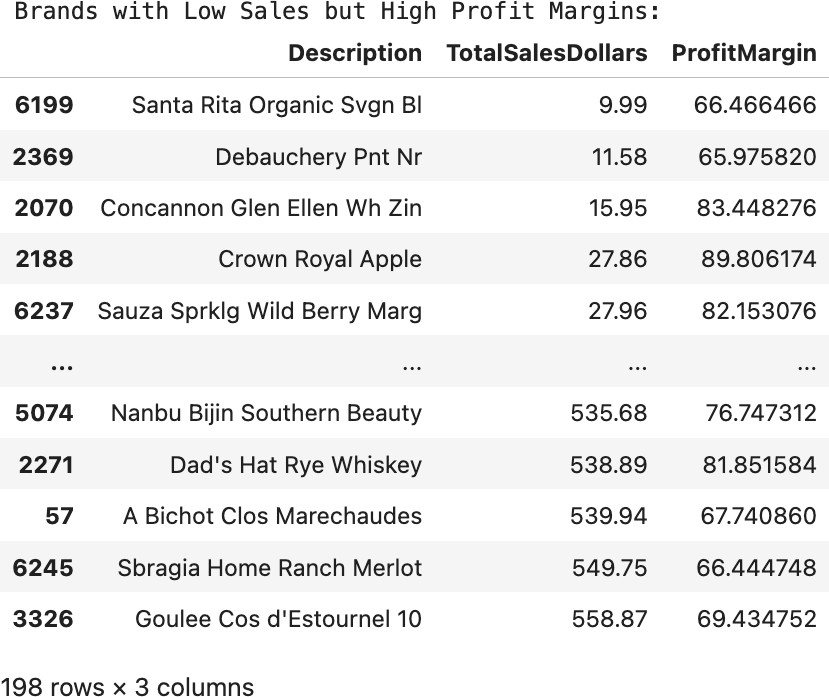 Brands with Low Sales but High Profit Margins:
Description TotalSalesDollars ProfitMargin
6199 Santa Rita Organic Svgn Bl 9.99 66.466466
2369 Debauchery Pnt Nr 11.58 65.975820
2070 Concannon Glen Ellen Wh Zin 15.95 83.448276
2188 Crown Royal Apple 27.86 89.806174
6237 Sauza Sprklg Wild Berry Marg 27.96 82.153076
... ... ... ...
5074 Nanbu Bijin Southern Beauty 535.68 76.747312
2271 Dad's Hat Rye Whiskey 538.89 81.851584
57 A Bichot Clos Marechaudes 539.94 67.740860
6245 Sbragia Home Ranch Merlot 549.75 66.444748
3326 Goulee Cos d'Estournel 10 558.87 69.434752
198 rows × 3 columns